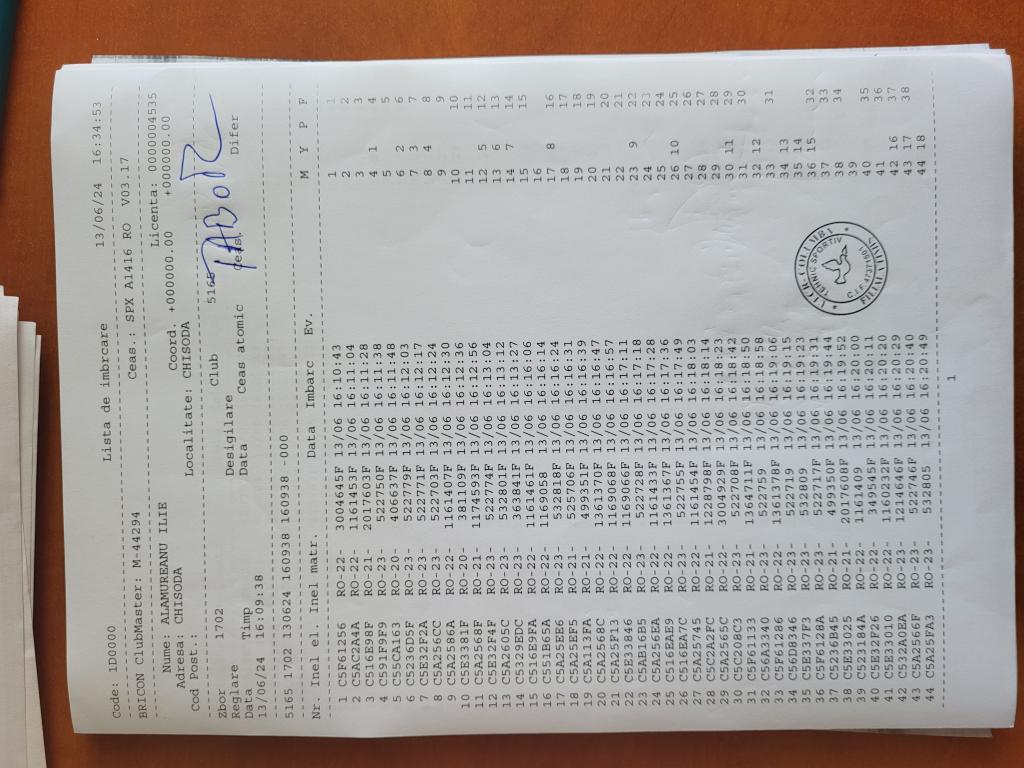 13/06/24 16:34:53
Code: 1D0000 Lista de imbrcare
BRICON ClubMaster: M-44294 Ceas.: SPX A1416 RO V03.17
Nume: ALAMUREANU ILIE Licenta: 0000004535
Adresa: CHISODA Coord. +000000.00 +000000.00
Cod Post.: Localitate: CHISODA
Zbor 1702 Club 5165
TABOR
Reglare Desigilare
Data Timp Data Ceas atomic Ceas. Difer
13/06/24 16:09:38
5165 1702 130624 160938 160938 -000
Nr. Inel el. Inel matr. Data Imbarc Ev. M Y P F
1 C5F61256 RO-22- 3004645F 13/06 16:10:43 1 1
2 C5AC2A4A RO-22- 1161453F 13/06 16:11:04 2 2
3 C516E98F RO-21- 2017603F 13/06 16:11:28 3 3
4 C591F9F9 RO-23- 522750F 13/06 16:11:38 4 1 4
5 C55CA163 RO-20- 406637F 13/06 16:11:48 5 5
6 C5236D5F RO-23- 522779F 13/06 16:12:03 6 2 6
7 C5E32F2A RO-23- 522771F 13/06 16:12:17 7 3 7
8 C5A256CC RO-23- 522793F 13/06 16:12:24 8 4 8
9 C5A2586A RO-22- 1161407F 13/06 16:12:30 9 9
10 C5E3381F RO-20- 381109F 13/06 16:12:36 10 10
11 C5A2568F RO-21- 1174593F 13/06 16:12:56 11 11
12 C5E32F4F RO-23- 522774F 13/06 16:13:04 12 5 12
13 C5A2605C RO-23- 532801F 13/06 16:13:12 13 6 13
14 C5329EDC RO-23- 363841F 13/06 16:13:27 14 7 14
15 C516E9FA RO-22- 1161461F 13/06 16:16:06 15 15
16 C551B65A RO-22- 1169058 13/06 16:16:14 16
17 C5A25EE6 RO-23- 532818F 13/06 16:16:24 17 8 16
18 C5A25EF5 RO-21- 525706F 13/06 16:16:31 18 17
19 C5A113FA RO-21- 499351F 13/06 16:16:39 19 18
20 C5A2568C RO-22- 1361370F 13/06 16:16:47 20 19
21 C5A25F13 RO-22- 1169068F 13/06 16:16:57 21 20
22 C5E33846 RO-22- 1169066F 13/06 16:17:11 22 21
23 C5AB16B5 RO-23- 522728F 13/06 16:17:18 23 9 22
24 C5A256EA RO-22- 1161433F 13/06 16:17:28 24 23
25 C516EAE9 RO-22- 1361367F 13/06 16:17:36 25 24
26 C516EA7C RO-23- 522755F 13/06 16:17:49 26 10 25
27 C5A25745 RO-22- 1161454F 13/06 16:18:03 27 26
28 C5C2A2FC RO-21- 1228798F 13/06 16:18:14 28 27
29 C5A2565C RO-22- 3004929F 13/06 16:18:23 29 28
30 C5C208C3 RO-23- 522708F 13/06 16:18:42 30 11 29
31 C5F61133 RO-21- 1364711F 13/06 16:18:50 31 30
32 C56A3340 RO-23- 522759 13/06 16:18:58 32 12
33 C5F61286 RO-22- 1361378F 13/06 16:19:06 33 31
34 C56D8346 RO-23- 522719 13/06 16:19:15 34 13
35 C5E337F3 RO-23- 532809 13/06 16:19:23 35 14
36 C5F6128A RO-23- 522717F 13/06 16:19:31 36 15 32
37 C5236B45 RO-21- 499350F 13/06 16:19:44 37 33
38 C5E33025 RO-21- 2017608F 13/06 16:19:52 38 34
39 C523184A RO-22- 1161409 13/06 16:20:00 39
40 C5E32F26 RO-22- 349545F 13/06 16:20:11 40 35
41 C5E33010 RO-22- 1160232F 13/06 16:20:20 41 36
42 C532A0EA RO-23- 1214646F 13/06 16:20:29 42 16 37
43 C5A2566F RO-23- 522746F 13/06 16:20:40 43 17 38
44 C5A25FA3 RO-23- 532805 13/06 16:20:49 44 18
1